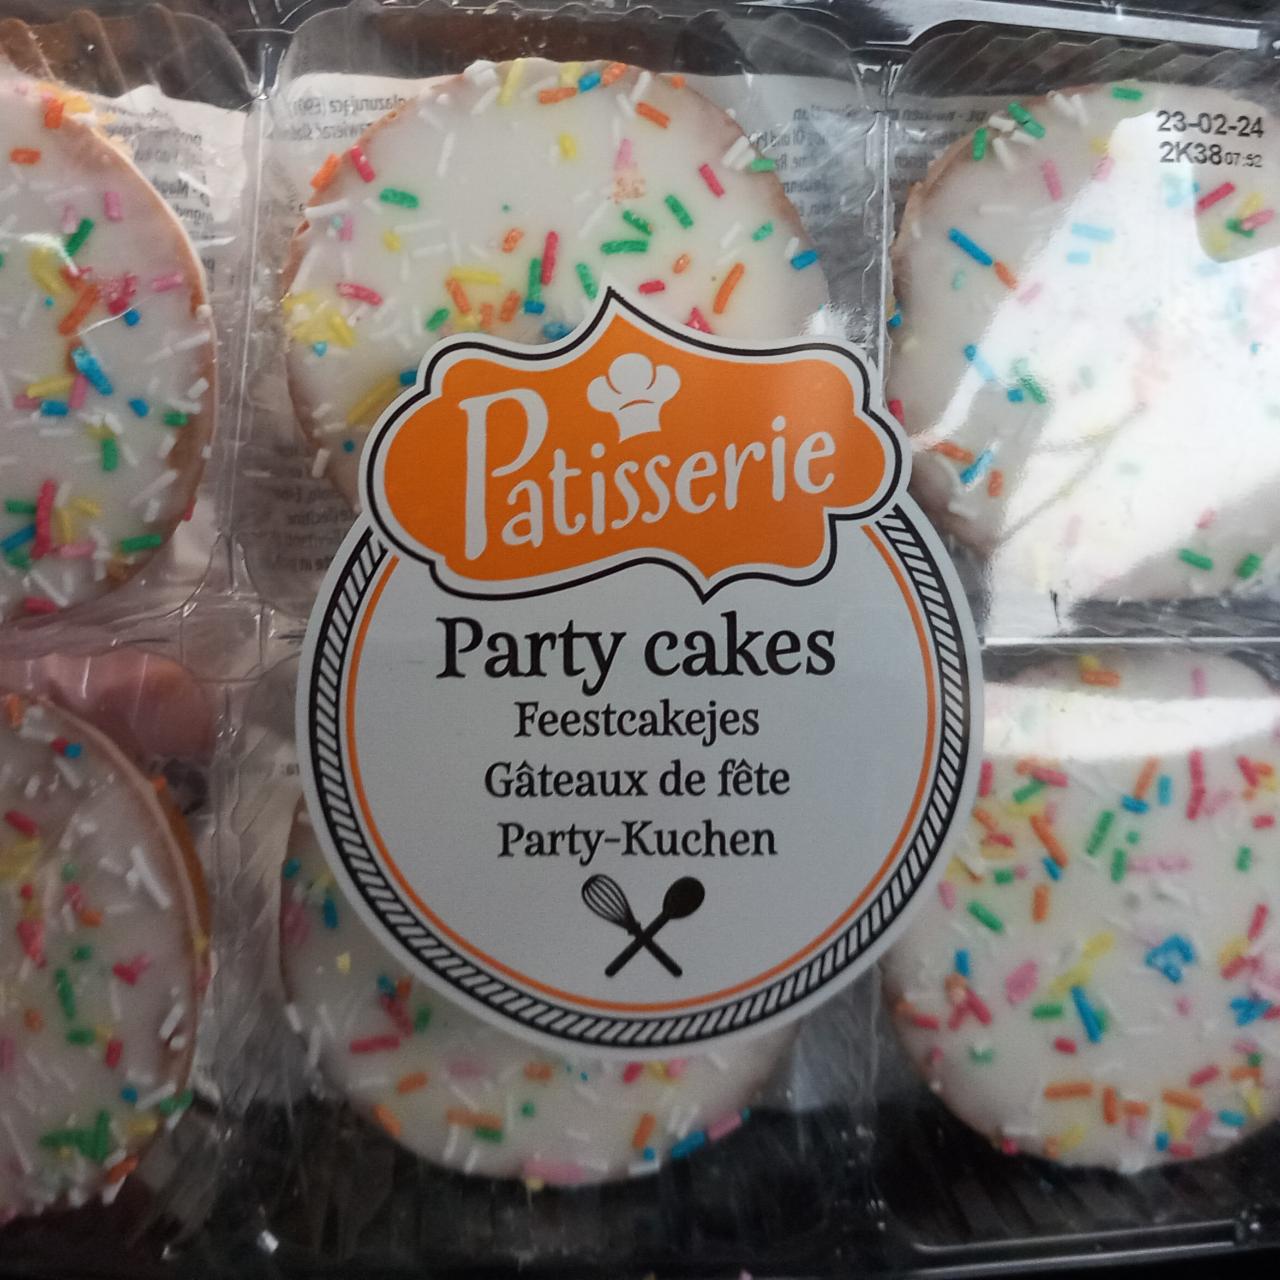 23-02-24
2K38 07:52
Patisserie
Party cakes
Feestcakejes
Gâteaux de fête
Party-Kuchen